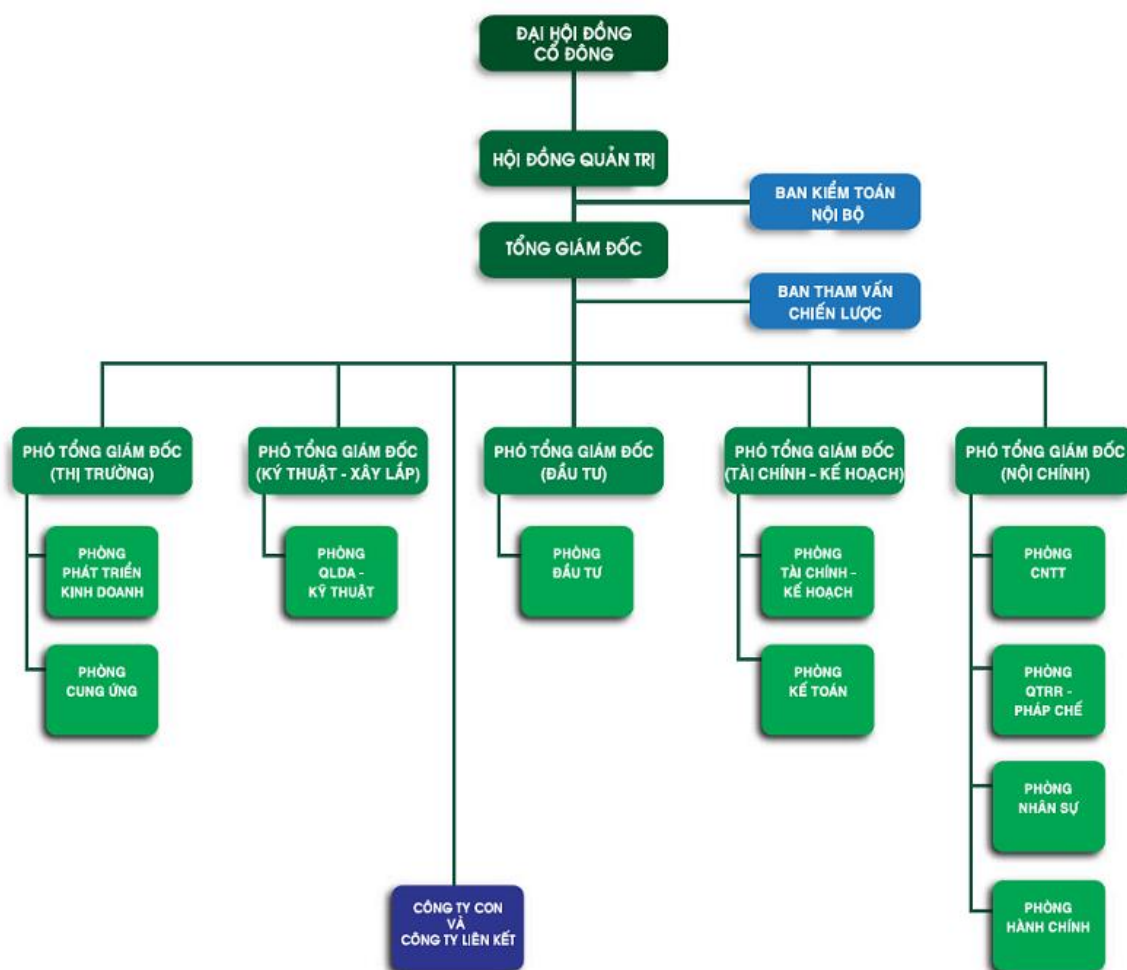 ĐẠI HỘI ĐỒNG
CỔ ĐÔNG
HỘI ĐỒNG QUẢN TRỊ
BAN KIỂM TOÁN
NỘI BỘ
TỔNG GIÁM ĐỐC
BAN THAM VẤN
CHIẾN LƯỢC
PHÓ TỔNG GIÁM ĐỐC
(THỊ TRƯỜNG)
PHÓ TỔNG GIÁM ĐỐC
(KỸ THUẬT - XÂY LẮP)
PHÓ TỔNG GIÁM ĐỐC
(ĐẦU TƯ)
PHÓ TỔNG GIÁM ĐỐC
(TÀI CHÍNH - KẾ HOẠCH)
PHÓ TỔNG GIÁM ĐỐC
(NỘI CHÍNH)
PHÒNG
PHÁT TRIỂN
KINH DOANH
PHÒNG
QLDA -
KỸ THUẬT
PHÒNG
ĐẦU TƯ
PHÒNG
TÀI CHÍNH -
KẾ HOẠCH
PHÒNG
CNTT
PHÒNG
CUNG ỨNG
PHÒNG
KẾ TOÁN
PHÒNG
QTRR -
PHÁP CHẾ
PHÒNG
NHÂN SỰ
PHÒNG
HÀNH CHÍNH
CÔNG TY CON
VÀ
CÔNG TY LIÊN KẾT